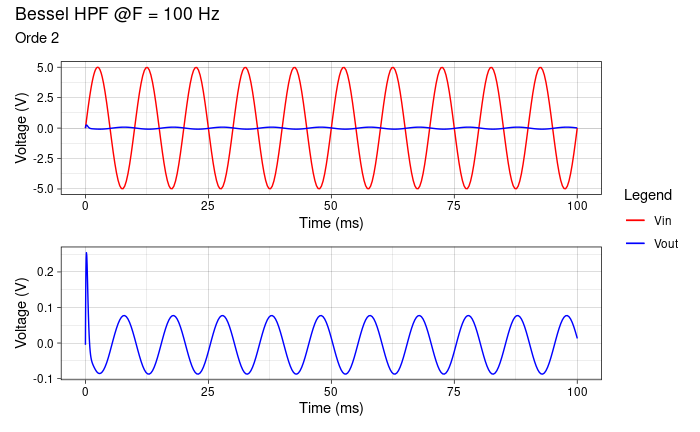 Bessel HPF @F = 100 Hz
Orde 2
5.0
2.5
0.0
-2.5
-5.0
Voltage (V)
0 25 50 75 100
Time (ms)
0.2
0.1
0.0
-0.1
Voltage (V)
0 25 50 75 100
Time (ms)
Legend
Vin
Vout